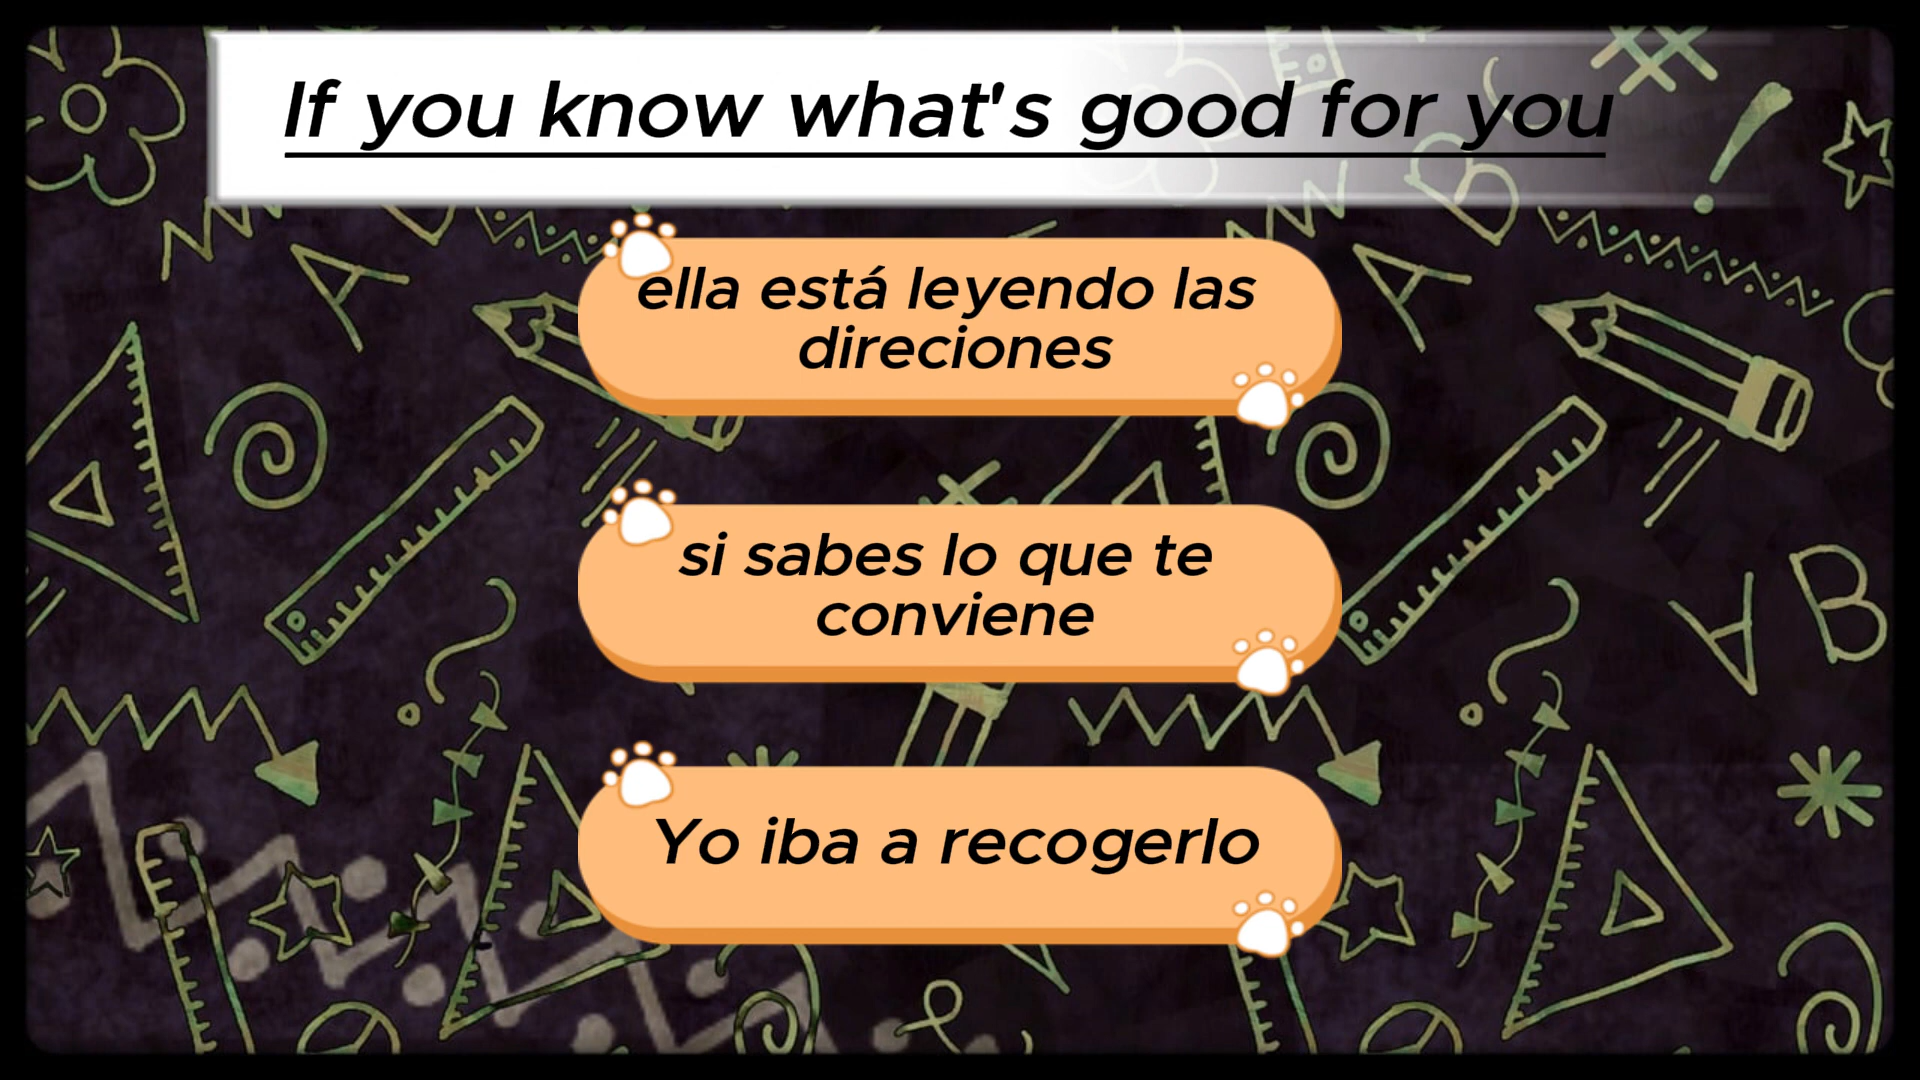 If you know what's good for you
ella está leyendo las
direciones
si sabes lo que te
conviene
Yo iba a recogerlo